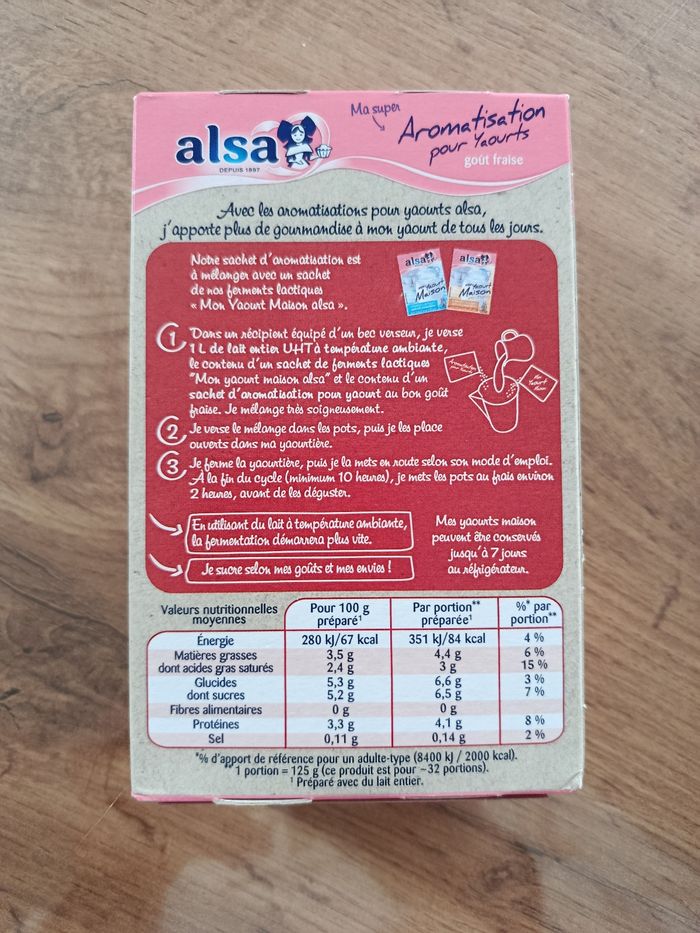 alsa
DEPUIS 1897
Ma super
Aromatisation
pour Yaourts
goût fraise
Avec les aromatisations pour yaourts alsa,
j'apporte plus de gourmandise à mon yaourt de tous les jours.
Notre sachet d'aromatisation est
à mélanger avec un sachet
de nos ferments lactiques
« Mon Yaourt Maison alsa ».
alsa
Maison
alsa
Maison
1 Dans un récipient équipé d'un bec verseur, je verse
1 L de lait entier UHT à température ambiante,
le contenu d'un sachet de ferments lactiques
"Mon yaourt maison alsa" et le contenu d'un
sachet d'aromatisation pour yaourt au bon goût
fraise. Je mélange très soigneusement.
2 Je verse le mélange dans les pots, puis je les place
ouverts dans ma yaourtière.
3 Je ferme la yaourtière, puis je la mets en route selon son mode d'emploi.
À la fin du cycle (minimum 10 heures), je mets les pots au frais environ
2 heures, avant de les déguster.
En utilisant du lait à température ambiante,
la fermentation démarrera plus vite.
Je sucre selon mes goûts et mes envies !
Mes yaourts maison
peuvent être conservés
jusqu'à 7 jours
au réfrigérateur.
Valeurs nutritionnelles moyennes Pour 100 g préparé¹ Par portion** préparée¹ %* par portion**
Énergie 280 kJ/67 kcal 351 kJ/84 kcal 4 %
Matières grasses 3,5 g 4,4 g 6 %
dont acides gras saturés 2,4 g 3 g 15 %
Glucides 5,3 g 6,6 g 3 %
dont sucres 5,2 g 6,5 g 7 %
Fibres alimentaires 0 g 0 g
Protéines 3,3 g 4,1 g 8 %
Sel 0,11 g 0,14 g 2 %
*% d'apport de référence pour un adulte-type (8400 kJ / 2000 kcal).
**1 portion = 125 g (ce produit est pour ~32 portions).
¹ Préparé avec du lait entier.